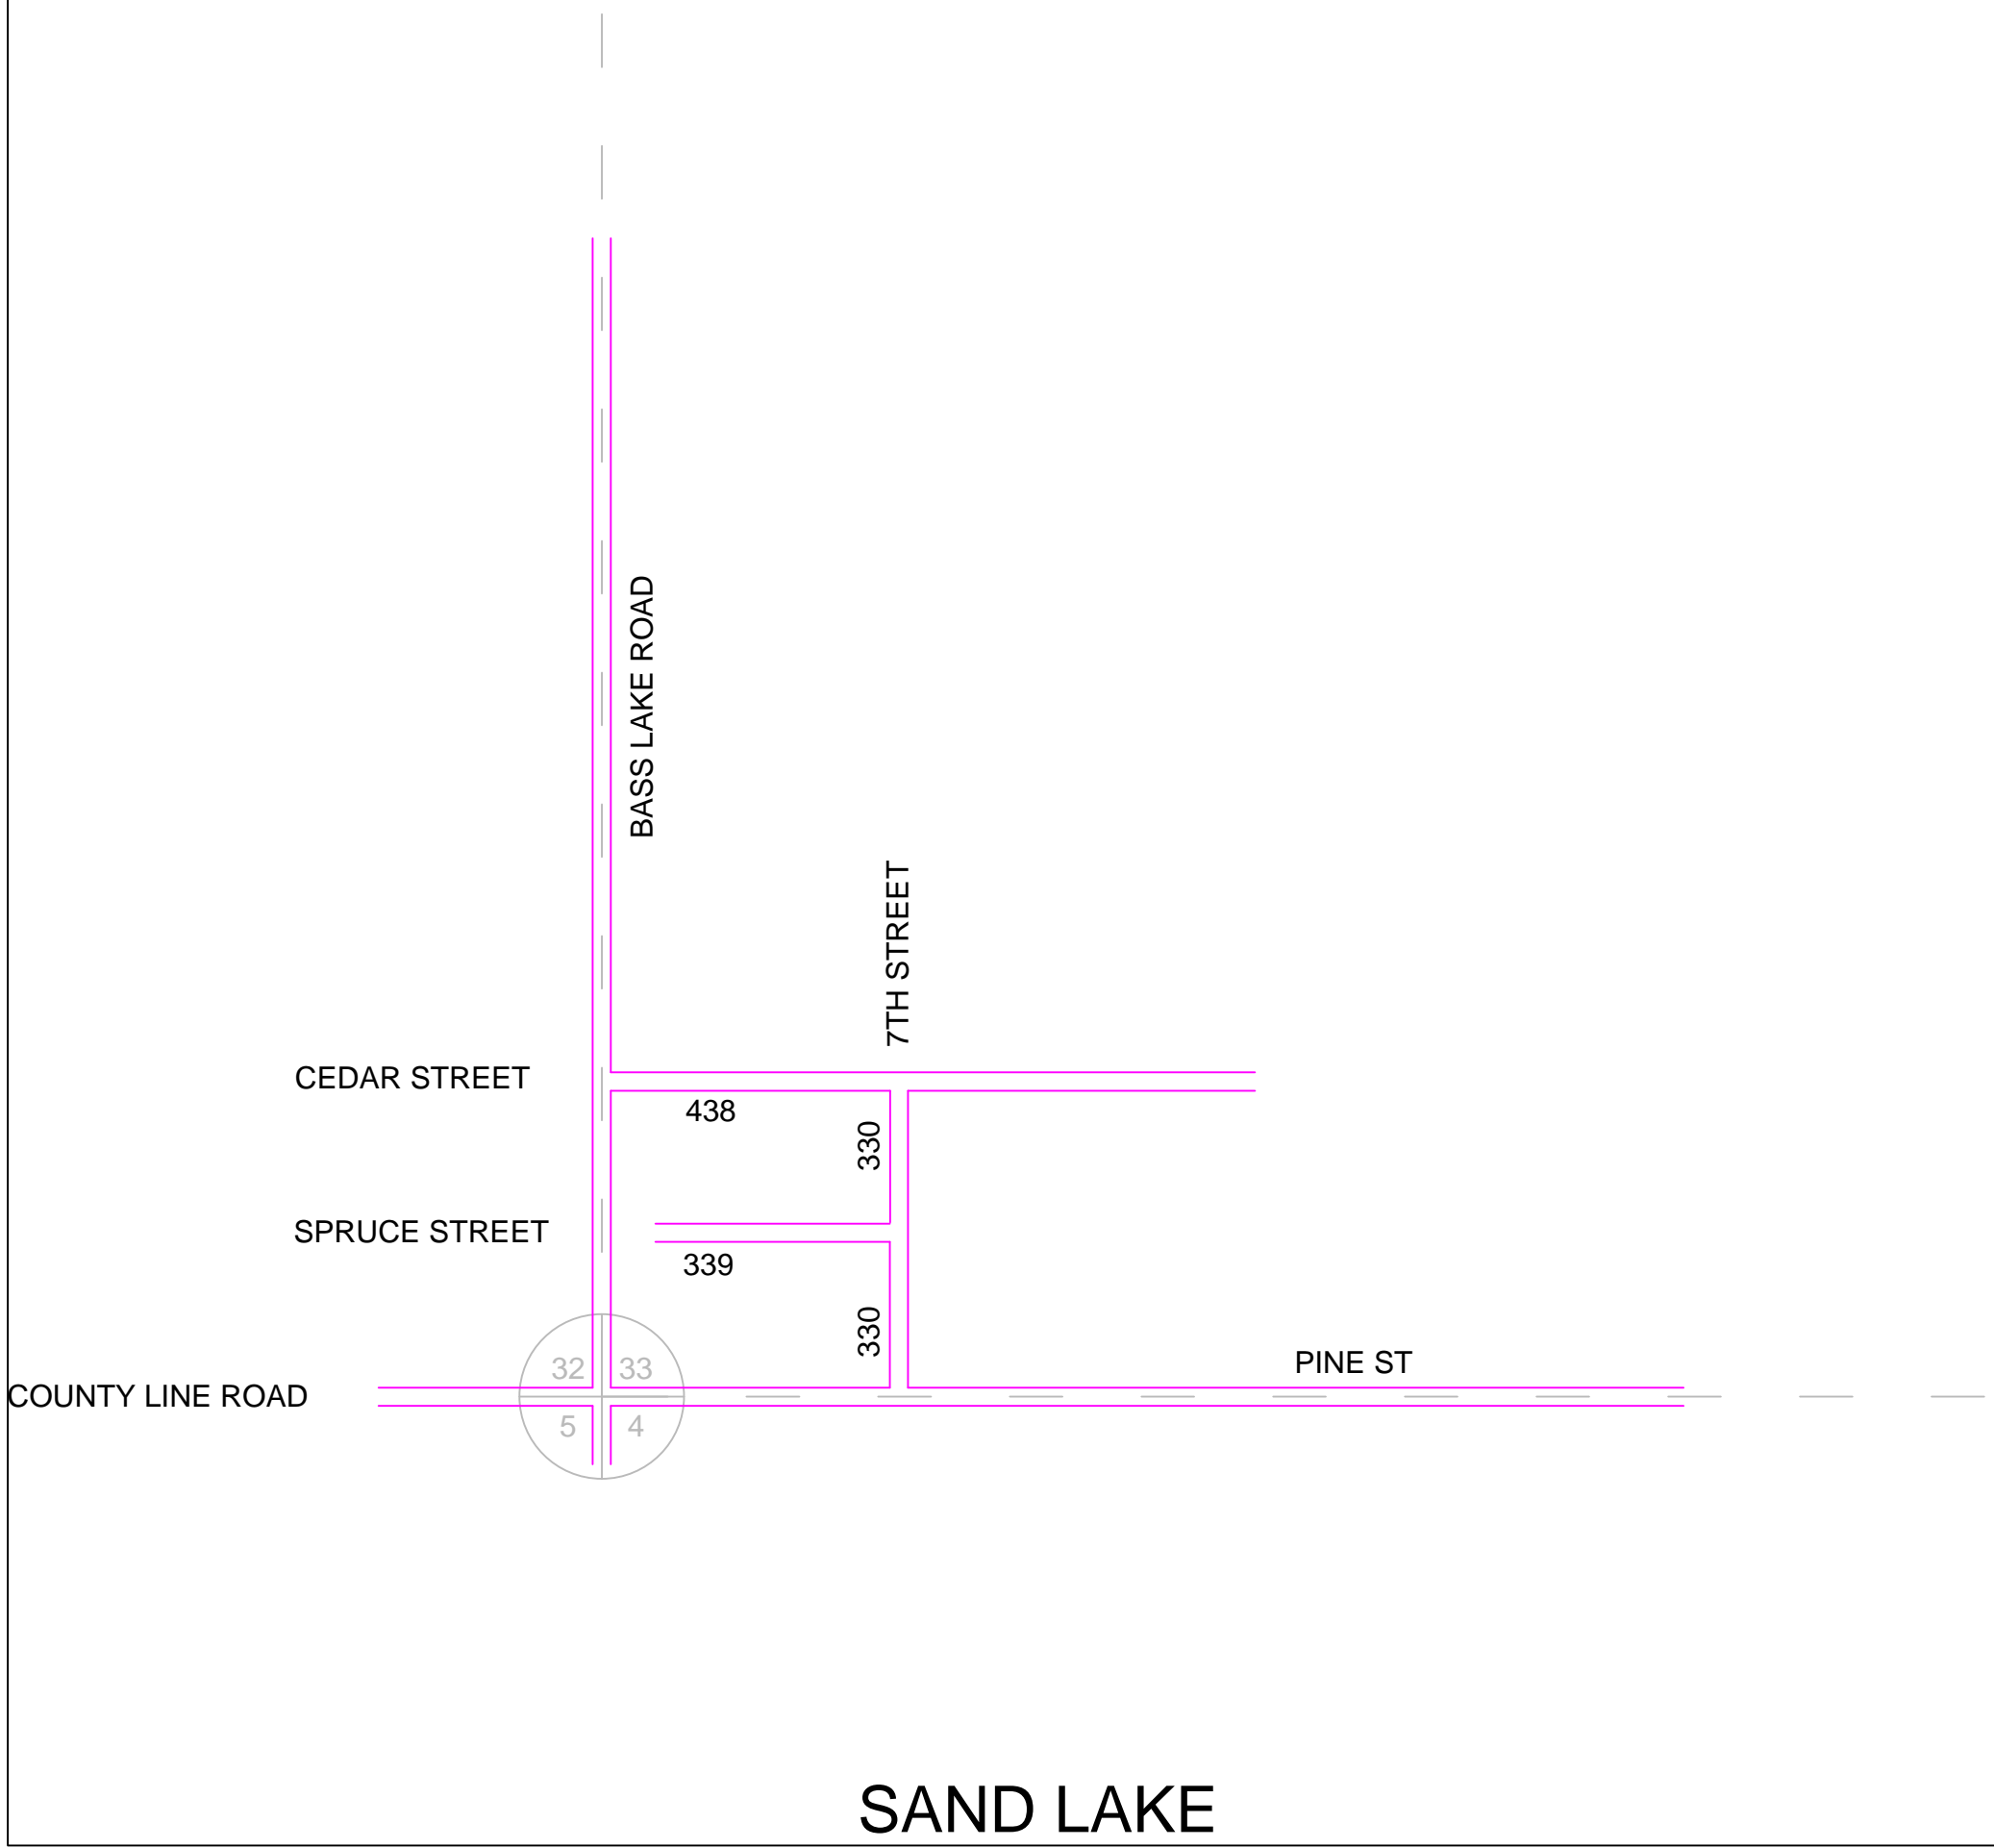 BASS LAKE ROAD
7TH STREET
CEDAR STREET
438
330
SPRUCE STREET
339
330
PINE ST
32 33
COUNTY LINE ROAD
5 4
SAND LAKE